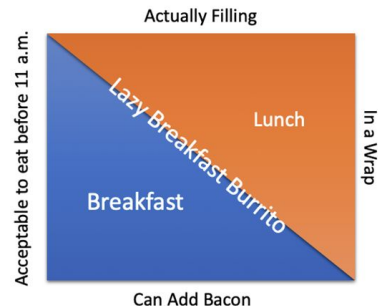 Actually Filling
Acceptable to eat before 11 a.m.
Lazy Breakfast Burrito
Lunch
In a Wrap
Breakfast
Can Add Bacon